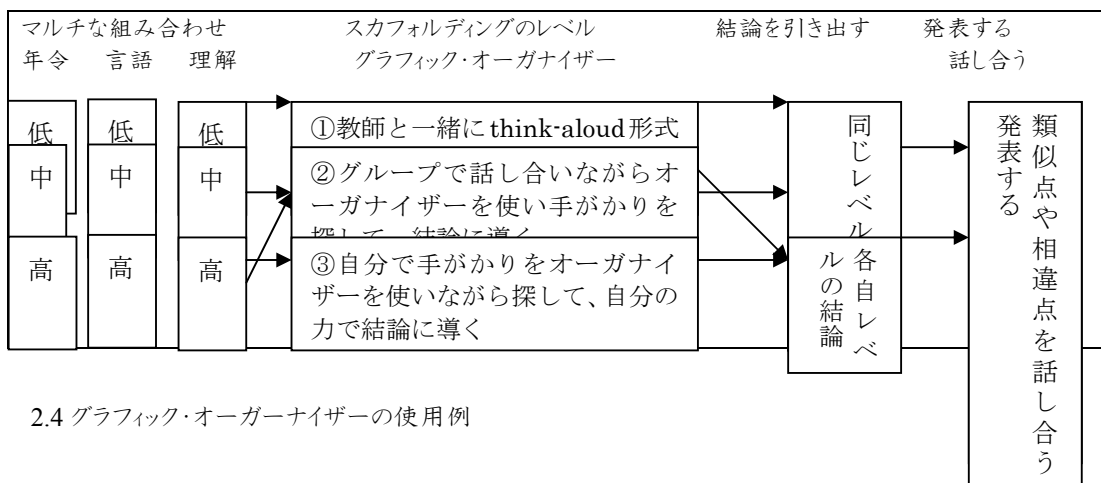 マルチな組み合わせ　スカフォルディングのレベル　結論を引き出す　発表する
年令　言語　理解　グラフィック・オーガナイザー　話し合う
低　低　低
中　中　中
高　高　高
①教師と一緒にthink-aloud形式
②グループで話し合いながらオ
ーガナイザーを使い手がかりを
探して、結論に導く
③自分で手がかりをオーガナイ
ザーを使いながら探して、自分の
力で結論に導く
同じレベル
各自レベ
ルの結論
類似点や相違点を話し合う
発表する
2.4 グラフィック・オーガーナイザーの使用例